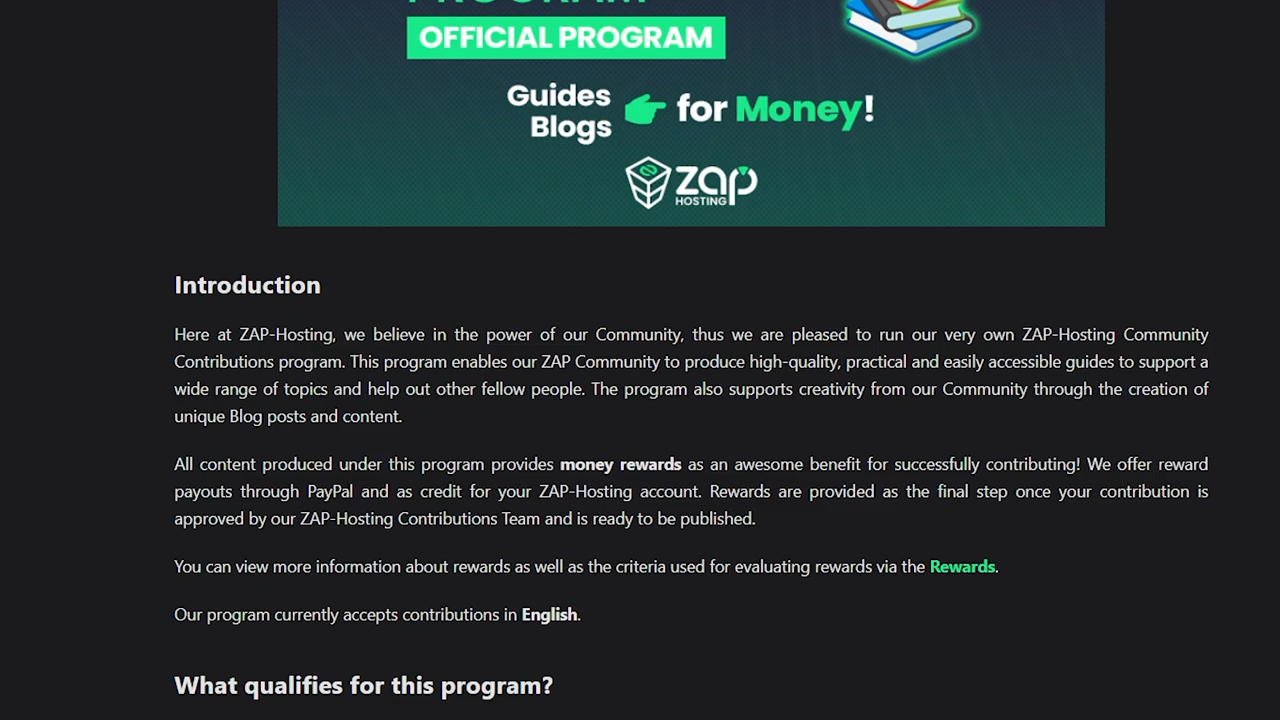 PROGRAM
OFFICIAL PROGRAM
Guides
Blogs
for Money!
zap
HOSTING
Introduction
Here at ZAP-Hosting, we believe in the power of our Community, thus we are pleased to run our very own ZAP-Hosting Community
Contributions program. This program enables our ZAP Community to produce high-quality, practical and easily accessible guides to support a
wide range of topics and help out other fellow people. The program also supports creativity from our Community through the creation of
unique Blog posts and content.
All content produced under this program provides money rewards as an awesome benefit for successfully contributing! We offer reward
payouts through PayPal and as credit for your ZAP-Hosting account. Rewards are provided as the final step once your contribution is
approved by our ZAP-Hosting Contributions Team and is ready to be published.
You can view more information about rewards as well as the criteria used for evaluating rewards via the Rewards.
Our program currently accepts contributions in English.
What qualifies for this program?